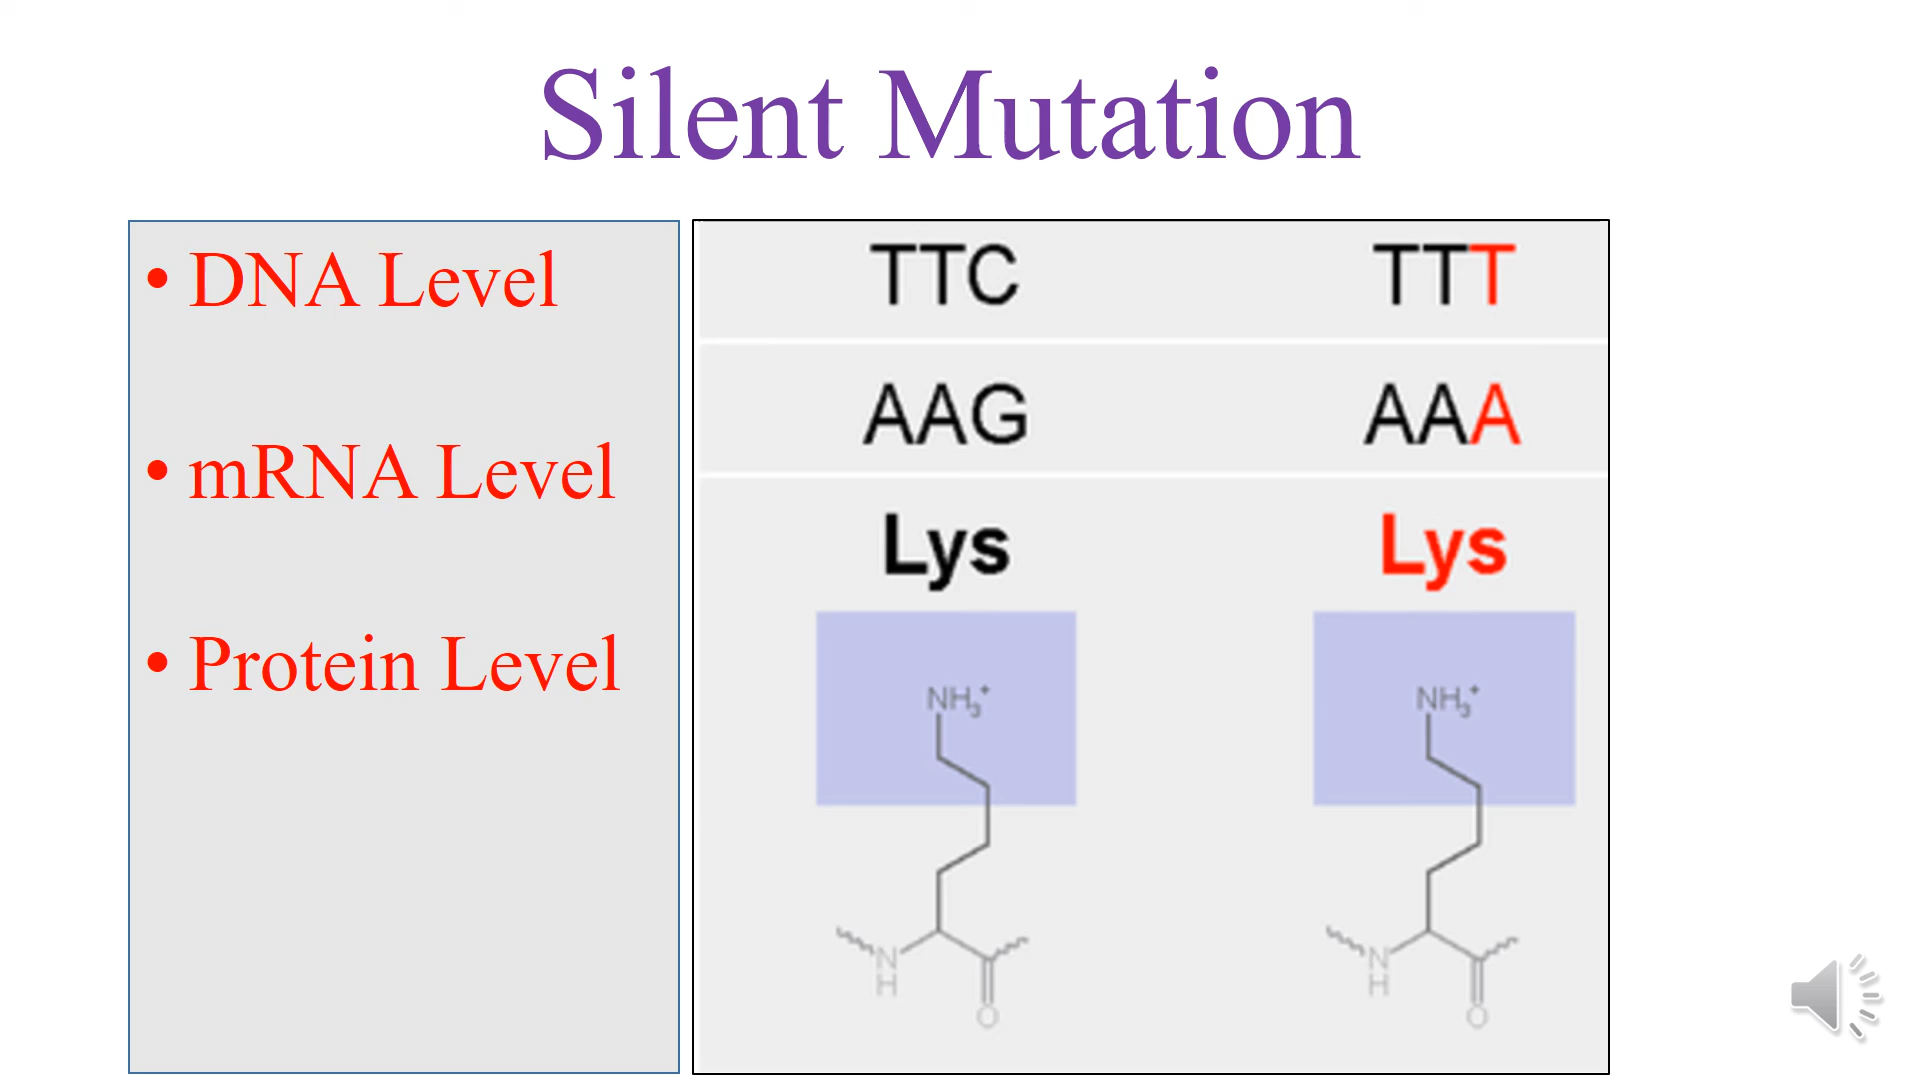 Silent Mutation
• DNA Level
• mRNA Level
• Protein Level
TTC TTT
AAG AAA
Lys Lys
NH₃⁺ NH₃⁺
N N
H H
O O